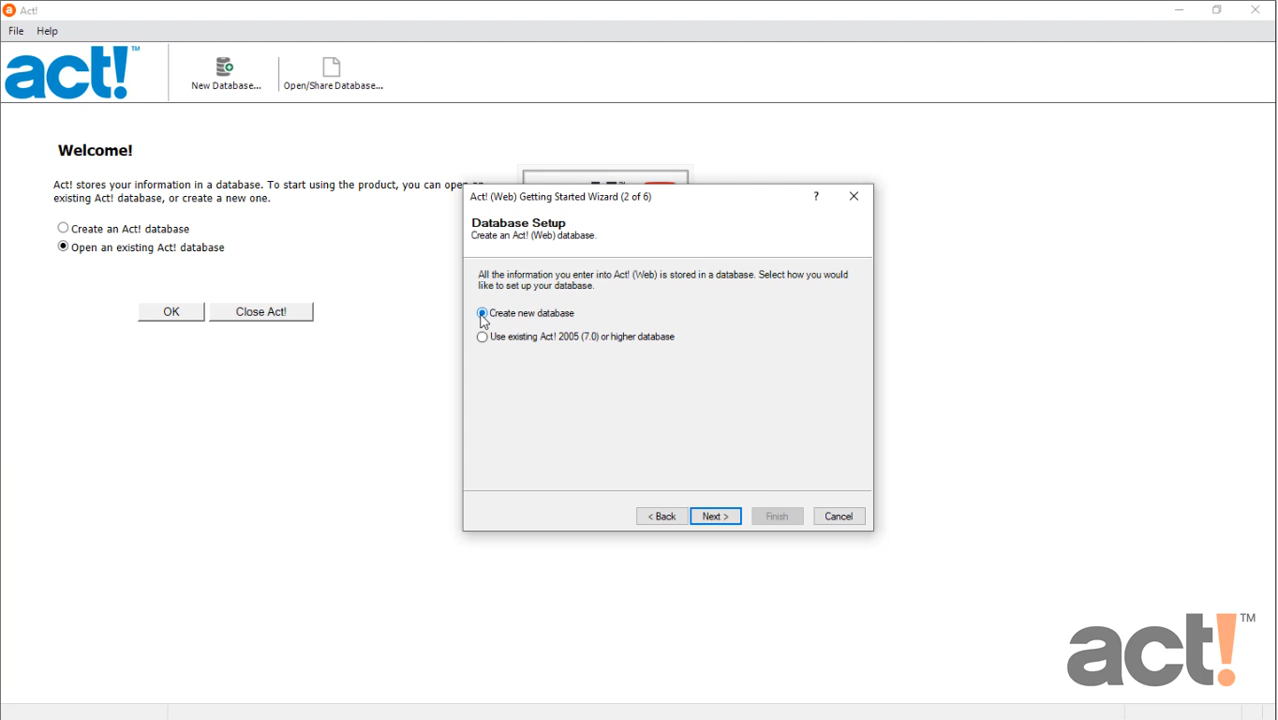 Act!
File Help
act!™
New Database...
Open/Share Database...
Welcome!
Act! stores your information in a database. To start using the product, you can open
existing Act! database, or create a new one.
Create an Act! database
Open an existing Act! database
OK
Close Act!
Act! (Web) Getting Started Wizard (2 of 6)
?
Database Setup
Create an Act! (Web) database.
All the information you enter into Act! (Web) is stored in a database. Select how you would
like to set up your database.
Create new database
Use existing Act! 2005 (7.0) or higher database
< Back
Next >
Finish
Cancel
act!™